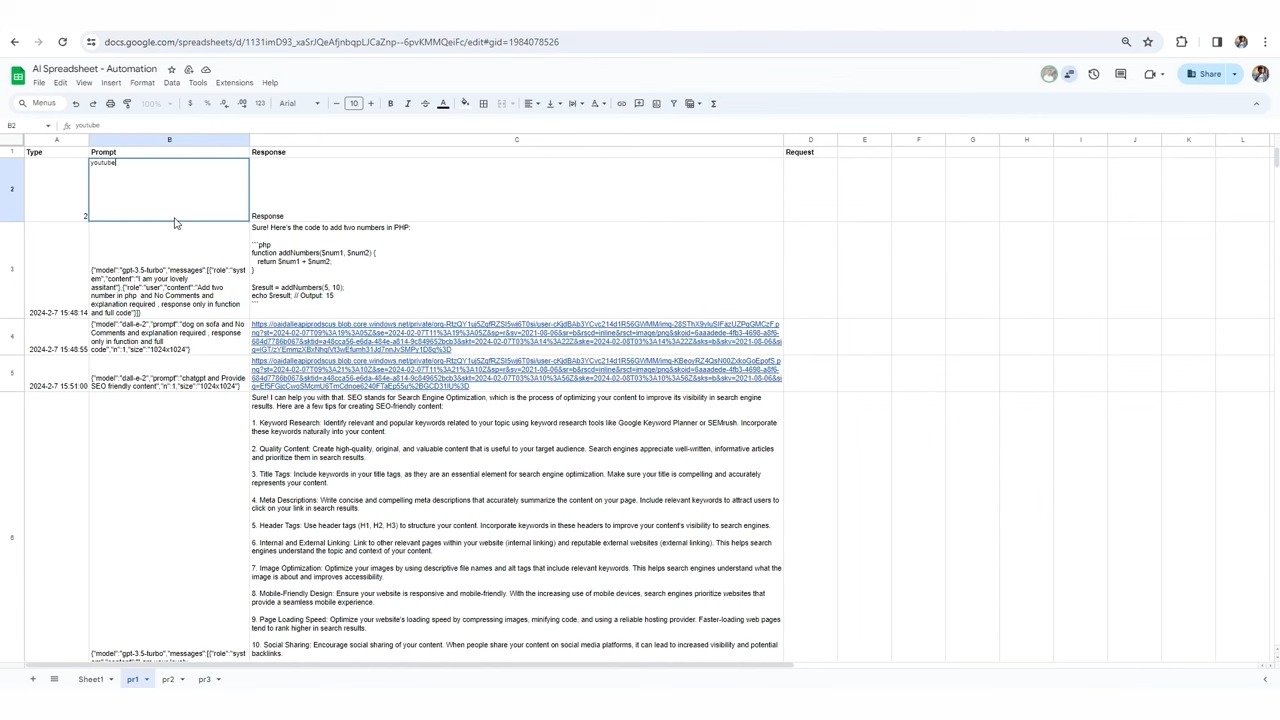 docs.google.com/spreadsheets/d/1131imD93_xaSrJQeAfjnbqpLJCaZnp--6pvKMMQeiFc/edit#gid=1984078526
AI Spreadsheet - Automation
File Edit View Insert Format Data Tools Extensions Help
Share
Menus 100% $ % .0 .00 123 Arial 10
B2 fx youtube
A B C D E F G H I J K L
1 Type Prompt Response Request
youtube
2
2
Response
Sure! Here's the code to add two numbers in PHP:
```php
function addNumbers($num1, $num2) {
return $num1 + $num2;
}
$result = addNumbers(5, 10);
echo $result; // Output: 15
```
3
{"model":"gpt-3.5-turbo","messages":[{"role":"syst
em","content":"I am your lovely
assitant"},{"role":"user","content":"Add two
number in php  and No Comments and
explanation required , response only in function
and full code"}]}
2024-2-7 15:48:14
4
{"model":"dall-e-2","prompt":"dog on sofa and No
Comments and explanation required , response
only in function and full
code","n":1,"size":"1024x1024"}
2024-2-7 15:48:55
5
{"model":"dall-e-2","prompt":"chatgpt and Provide
SEO friendly content","n":1,"size":"1024x1024"}
2024-2-7 15:51:00
Sure! I can help you with that. SEO stands for Search Engine Optimization, which is the process of optimizing your content to improve its visibility in search engine
results. Here are a few tips for creating SEO-friendly content:
1. Keyword Research: Identify relevant and popular keywords related to your topic using keyword research tools like Google Keyword Planner or SEMrush. Incorporate
these keywords naturally into your content.
2. Quality Content: Create high-quality, original, and valuable content that is useful to your target audience. Search engines appreciate well-written, informative articles
and prioritize them in search results.
3. Title Tags: Include keywords in your title tags, as they are an essential element for search engine optimization. Make sure your title is compelling and accurately
represents your content.
4. Meta Descriptions: Write concise and compelling meta descriptions that accurately summarize the content on your page. Include relevant keywords to attract users to
click on your link in search results.
5. Header Tags: Use header tags (H1, H2, H3) to structure your content. Incorporate keywords in these headers to improve your content's visibility to search engines.
6
6. Internal and External Linking: Link to other relevant pages within your website (internal linking) and reputable external websites (external linking). This helps search
engines understand the topic and context of your content.
7. Image Optimization: Optimize your images by using descriptive file names and alt tags that include relevant keywords. This helps search engines understand what the
image is about and improves accessibility.
8. Mobile-Friendly Design: Ensure your website is responsive and mobile-friendly. With the increasing use of mobile devices, search engines prioritize websites that
provide a seamless mobile experience.
9. Page Loading Speed: Optimize your website's loading speed by compressing images, minifying code, and using a reliable hosting provider. Faster-loading web pages
tend to rank higher in search results.
10. Social Sharing: Encourage social sharing of your content. When people share your content on social media platforms, it can lead to increased visibility and potential
backlinks.
{"model":"gpt-3.5-turbo","messages":[{"role":"syst
Sheet1 pr1 pr2 pr3